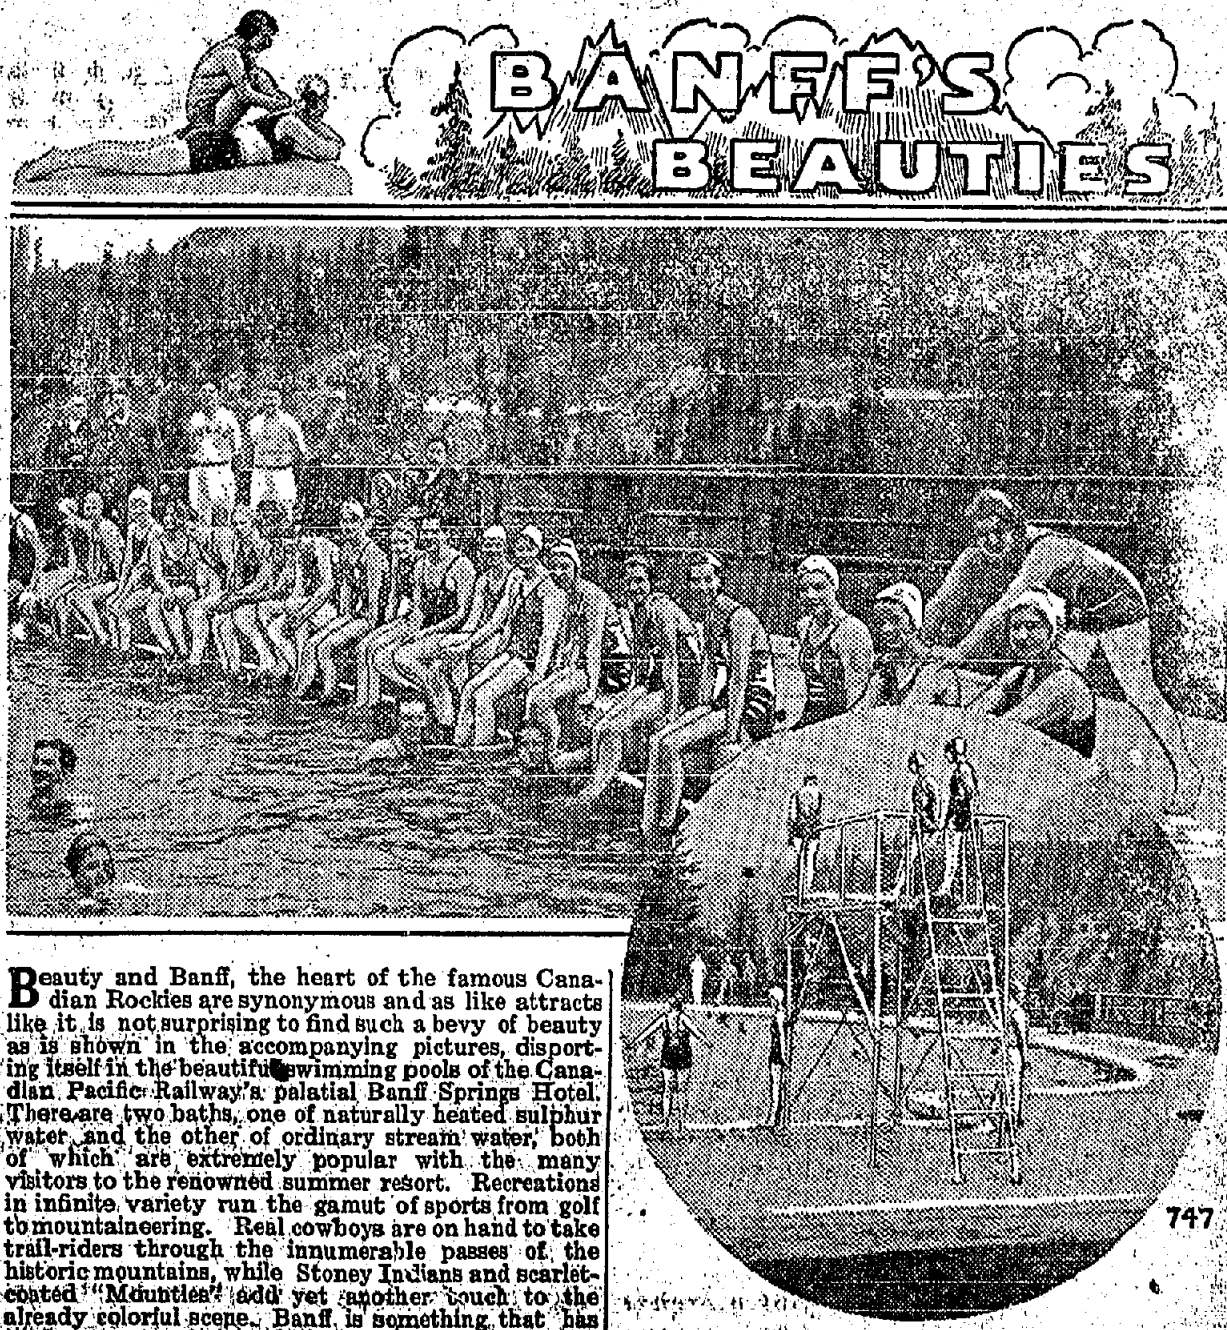 BANFF'S
BEAUTIES
Beauty and Banff, the heart of the famous Cana-
dian Rockies are synonymous and as like attracts
like it is not surprising to find such a bevy of beauty
as is shown in the accompanying pictures, disport-
ing itself in the beautiful swimming pools of the Cana-
dian Pacific Railway's palatial Banff Springs Hotel.
There are two baths, one of naturally heated sulphur
water and the other of ordinary stream water, both
of which are extremely popular with the many
visitors to the renowned summer resort. Recreations
in infinite variety run the gamut of sports from golf
to mountaineering. Real cowboys are on hand to take
trail-riders through the innumerable passes of the
historic mountains, while Stoney Indians and scarlet-
coated "Mounties" add yet another touch to the
already colorful scene. Banff is something that has
747